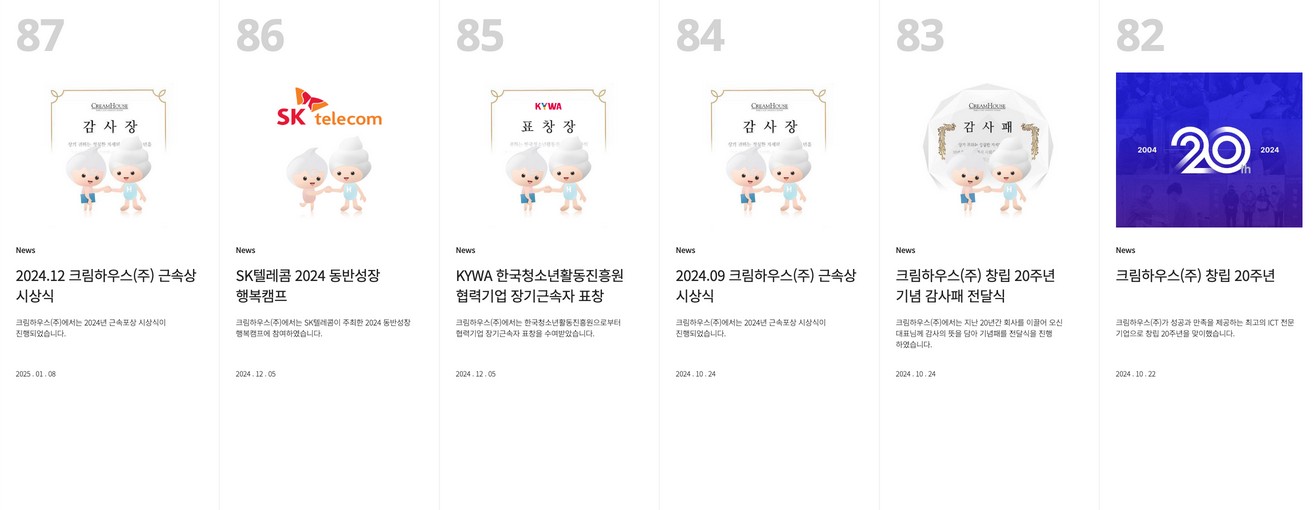 87
CREAMHOUSE
감 사 장
News
2024.12 크림하우스(주) 근속상
시상식
크림하우스(주)에서는 2024년 근속포상 시상식이
진행되었습니다.
2025 . 01 . 08
86
SK telecom
News
SK텔레콤 2024 동반성장
행복캠프
크림하우스(주)에서는 SK텔레콤이 주최한 2024 동반성장
행복캠프에 참여하였습니다.
2024 . 12 . 05
85
KYWA
표 창 장
News
KYWA 한국청소년활동진흥원
협력기업 장기근속자 표창
크림하우스(주)에서는 한국청소년활동진흥원으로부터
협력기업 장기근속자 표창을 수여받았습니다.
2024 . 12 . 05
84
CREAMHOUSE
감 사 장
News
2024.09 크림하우스(주) 근속상
시상식
크림하우스(주)에서는 2024년 근속포상 시상식이
진행되었습니다.
2024 . 10 . 24
83
CREAMHOUSE
감 사 패
News
크림하우스(주) 창립 20주년
기념 감사패 전달식
크림하우스(주)에서는 지난 20년간 회사를 이끌어 오신
대표님께 감사의 뜻을 담아 기념패를 전달식을 진행
하였습니다.
2024 . 10 . 24
82
2004 20th 2024
News
크림하우스(주) 창립 20주년
크림하우스(주)가 성공과 만족을 제공하는 최고의 ICT 전문
기업으로 창립 20주년을 맞이했습니다.
2024 . 10 . 22